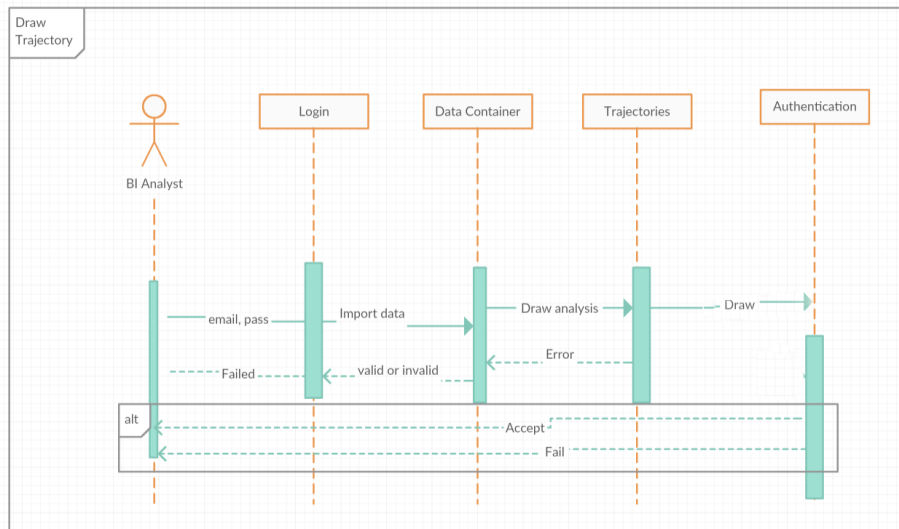 Draw
Trajectory
Login
Data Container
Trajectories
Authentication
BI Analyst
email, pass
Import data
Draw analysis
Draw
Error
Failed
valid or invalid
alt
Accept
Fail